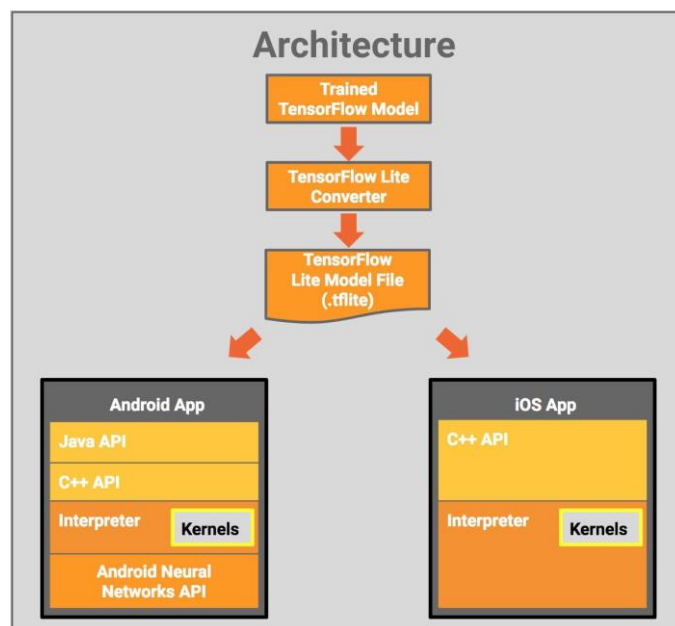 Architecture
Trained
TensorFlow Model
TensorFlow Lite
Converter
TensorFlow
Lite Model File
(.tflite)
Android App
Java API
C++ API
Interpreter
Kernels
Android Neural
Networks API
iOS App
C++ API
Interpreter
Kernels